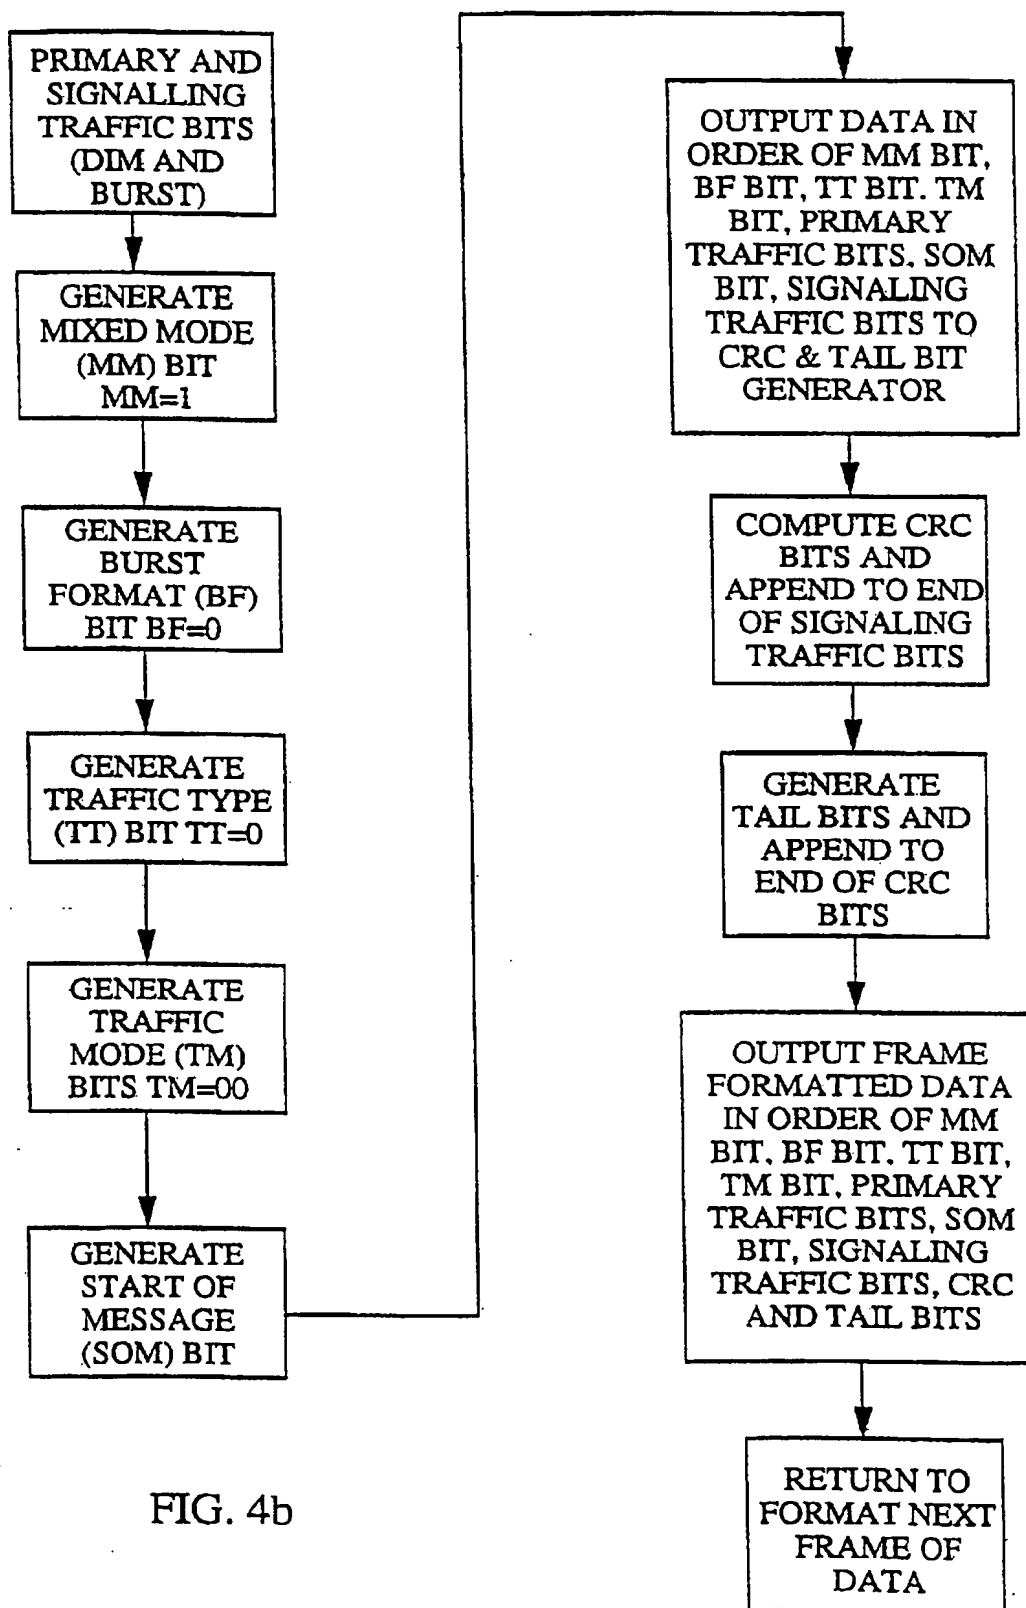 PRIMARY AND
SIGNALLING
TRAFFIC BITS
(DIM AND
BURST)
GENERATE
MIXED MODE
(MM) BIT
MM=1
GENERATE
BURST
FORMAT (BF)
BIT BF=0
GENERATE
TRAFFIC TYPE
(TT) BIT TT=0
GENERATE
TRAFFIC
MODE (TM)
BITS TM=00
GENERATE
START OF
MESSAGE
(SOM) BIT
OUTPUT DATA IN
ORDER OF MM BIT,
BF BIT, TT BIT. TM
BIT, PRIMARY
TRAFFIC BITS. SOM
BIT, SIGNALING
TRAFFIC BITS TO
CRC & TAIL BIT
GENERATOR
COMPUTE CRC
BITS AND
APPEND TO END
OF SIGNALING
TRAFFIC BITS
GENERATE
TAIL BITS AND
APPEND TO
END OF CRC
BITS
OUTPUT FRAME
FORMATTED DATA
IN ORDER OF MM
BIT, BF BIT, TT BIT,
TM BIT, PRIMARY
TRAFFIC BITS, SOM
BIT, SIGNALING
TRAFFIC BITS, CRC
AND TAIL BITS
RETURN TO
FORMAT NEXT
FRAME OF
DATA
FIG. 4b